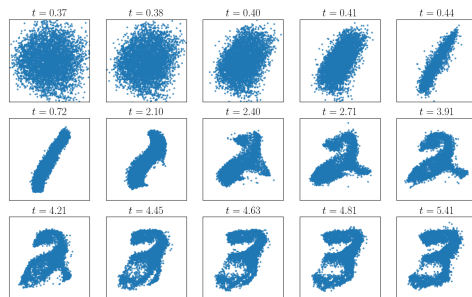 t = 0.37 t = 0.38 t = 0.40 t = 0.41 t = 0.44
t = 0.72 t = 2.10 t = 2.40 t = 2.71 t = 3.91
t = 4.21 t = 4.45 t = 4.63 t = 4.81 t = 5.41